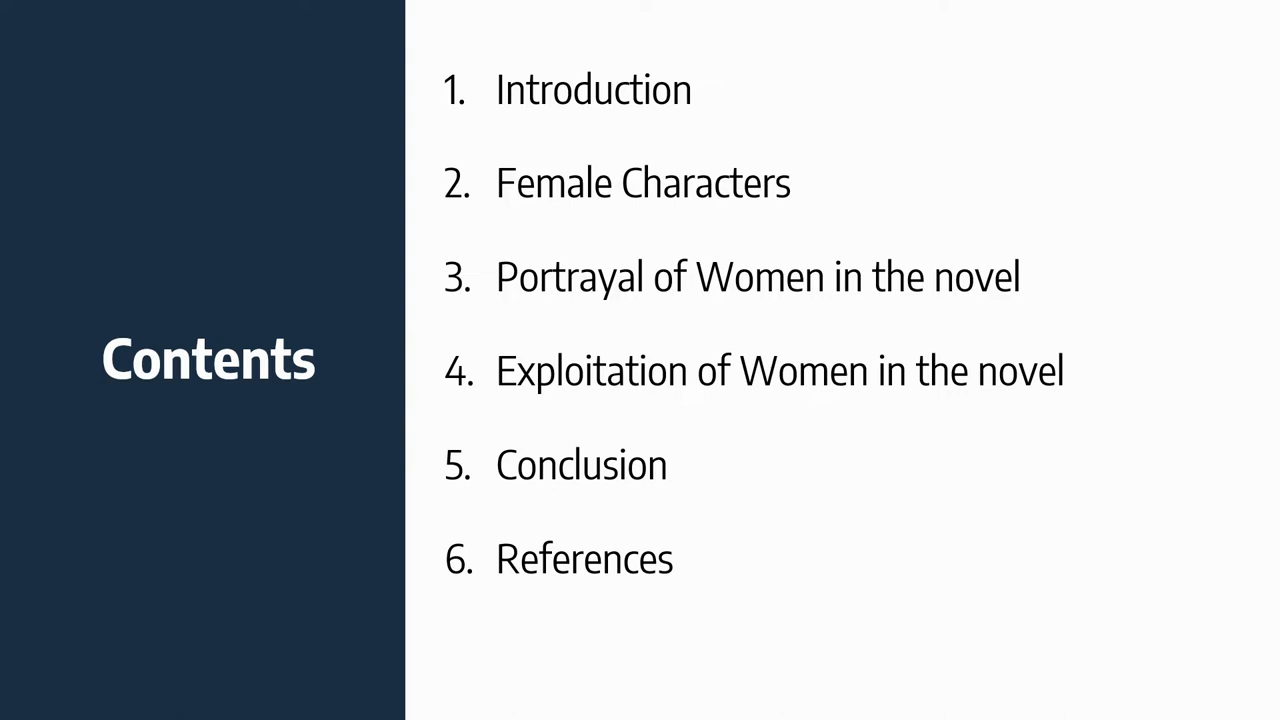 Contents
1. Introduction
2. Female Characters
3. Portrayal of Women in the novel
4. Exploitation of Women in the novel
5. Conclusion
6. References